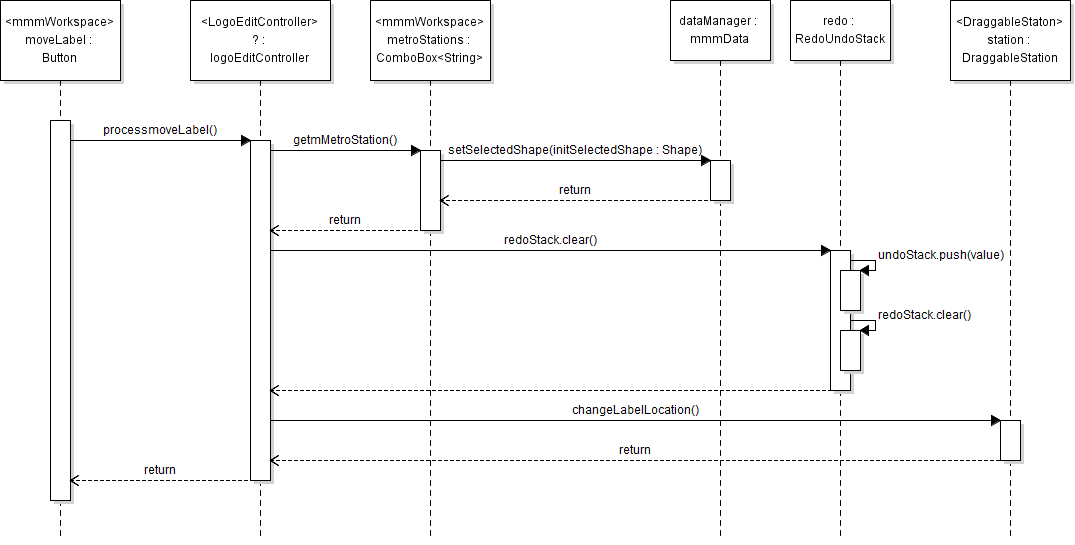 <mmmWorkspace>
moveLabel :
Button
<LogoEditController>
? :
logoEditController
<mmmWorkspace>
metroStations :
ComboBox<String>
dataManager :
mmmData
redo :
RedoUndoStack
<DraggableStaton>
station :
DraggableStation
processmoveLabel()
getmMetroStation()
setSelectedShape(initSelectedShape : Shape)
return
return
redoStack.clear()
undoStack.push(value)
redoStack.clear()
changeLabelLocation()
return
return